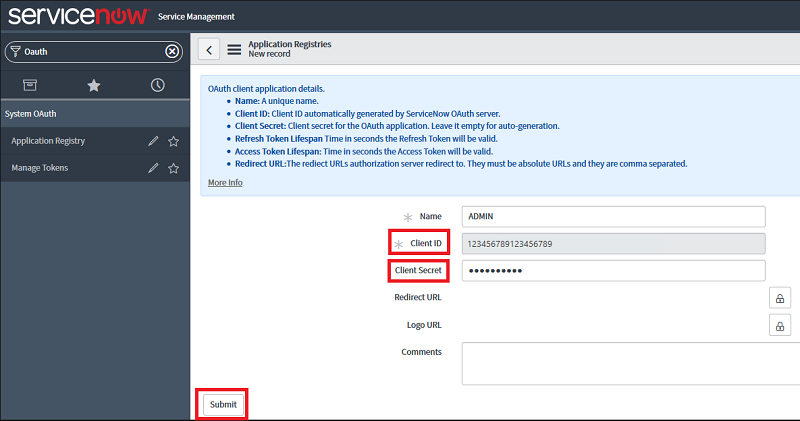 servicenow Service Management
Oauth
System OAuth
Application Registry
Manage Tokens
Application Registries
New record
OAuth client application details.
• Name: A unique name.
• Client ID: Client ID automatically generated by ServiceNow OAuth server.
• Client Secret: Client secret for the OAuth application. Leave it empty for auto-generation.
• Refresh Token Lifespan Time in seconds the Refresh Token will be valid.
• Access Token Lifespan: Time in seconds the Access Token will be valid.
• Redirect URL:The rediect URLs authorization server redirect to. They must be absolute URLs and they are comma separated.
More Info
Name ADMIN
Client ID 123456789123456789
Client Secret ••••••••••
Redirect URL
Logo URL
Comments
Submit